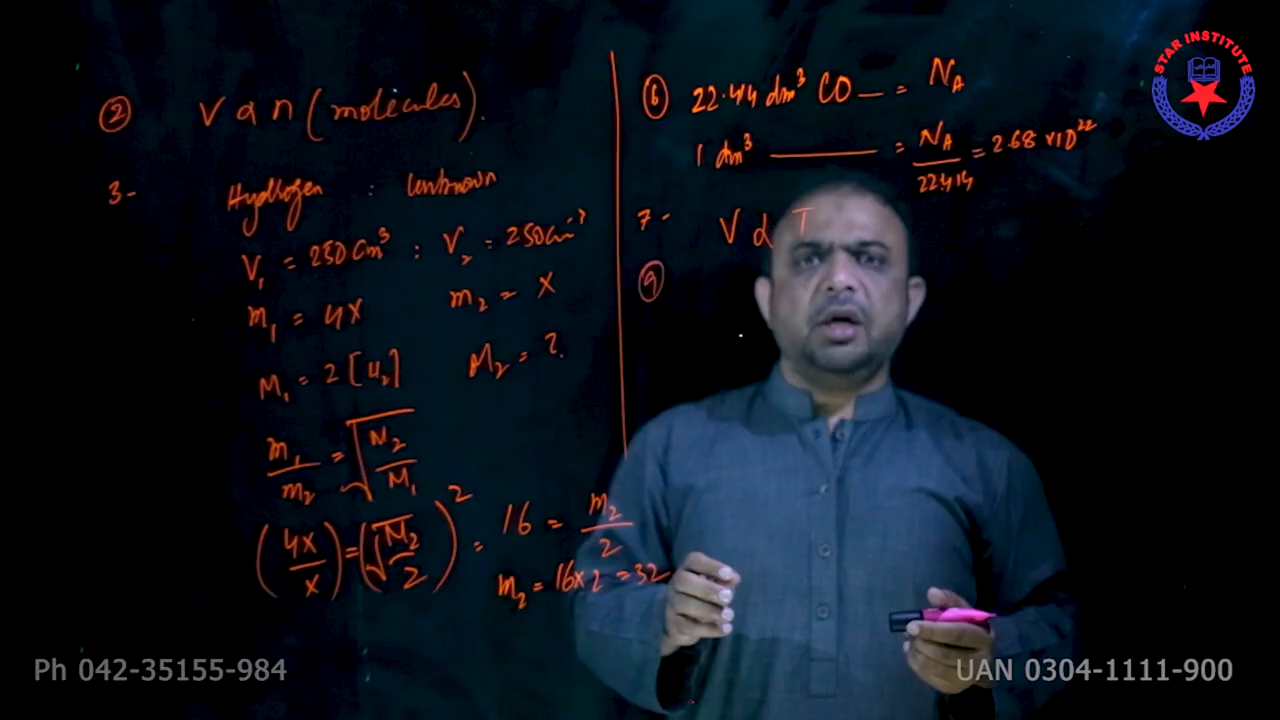 ② V α n (molecules).
3- Hydrogen : Unknown
V₁ = 250 cm³ : V₂ = 250 cm³
m₁ = 4x m₂ = x
M₁ = 2 [H₂] M₂ = ?
m₁/m₂ = √(M₂/M₁)
(4x/x) = (√(M₂/2))² = 16 = m₂/2
m₂ = 16 x 2 = 32
⑥ 22.414 dm³ CO — = N_A
1 dm³ ——— = N_A/22.414 = 2.68 x 10²²
7- V α T
⑨
STAR INSTITUTE
Ph 042-35155-984
UAN 0304-1111-900